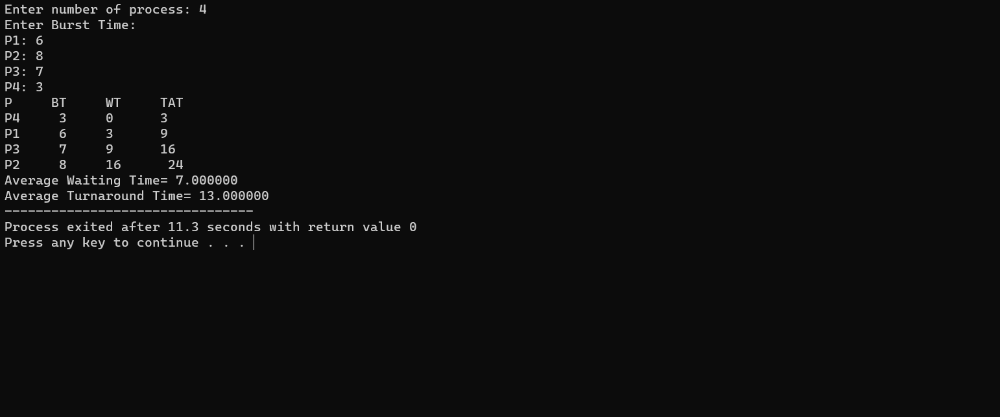 Enter number of process: 4
Enter Burst Time:
P1: 6
P2: 8
P3: 7
P4: 3
P     BT     WT     TAT
P4     3     0      3
P1     6     3      9
P3     7     9      16
P2     8     16      24
Average Waiting Time= 7.000000
Average Turnaround Time= 13.000000
--------------------------------
Process exited after 11.3 seconds with return value 0
Press any key to continue . . .